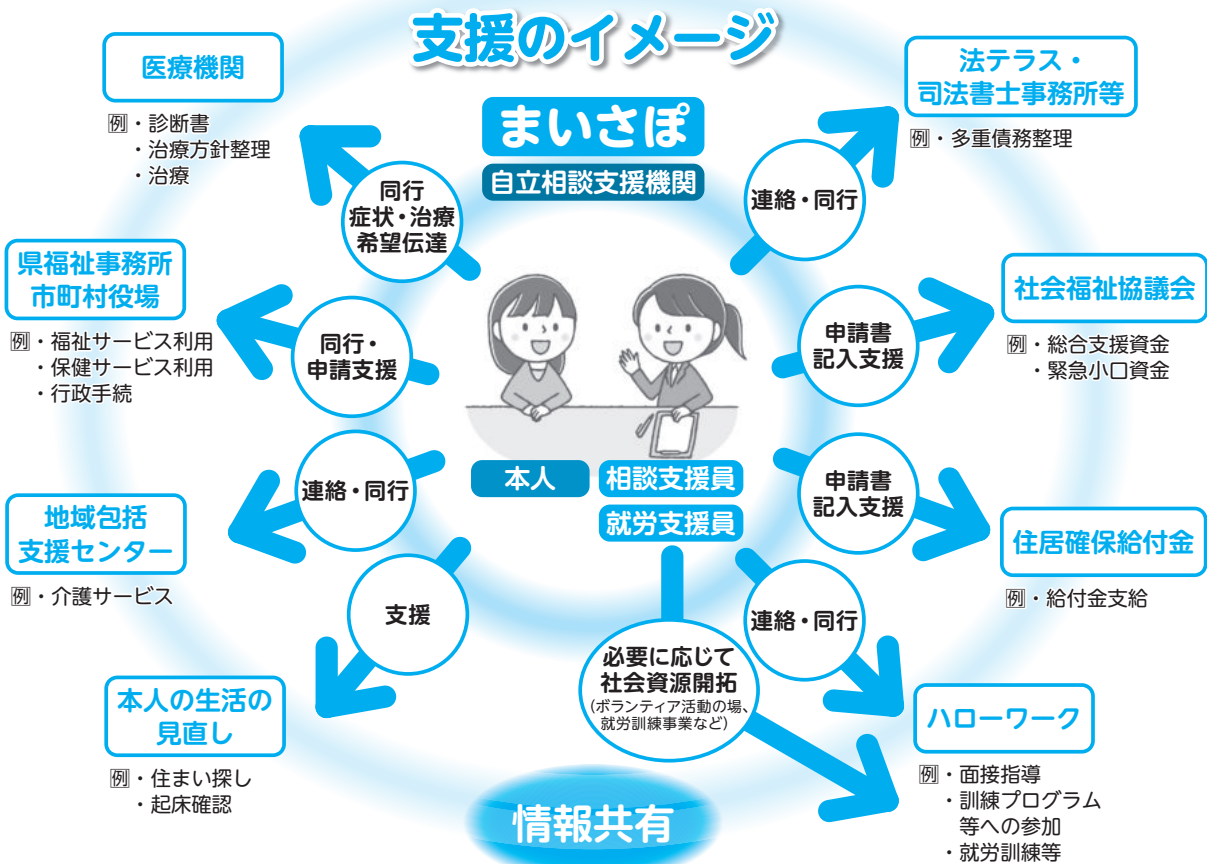 支援のイメージ
まいさぽ
自立相談支援機関
医療機関
例・診断書
・治療方針整理
・治療
同行
症状・治療
希望伝達
県福祉事務所
市町村役場
例・福祉サービス利用
・保健サービス利用
・行政手続
同行・
申請支援
地域包括
支援センター
例・介護サービス
連絡・同行
本人の生活の
見直し
例・住まい探し
・起床確認
支援
本人
相談支援員
就労支援員
法テラス・
司法書士事務所等
例・多重債務整理
連絡・同行
社会福祉協議会
例・総合支援資金
・緊急小口資金
申請書
記入支援
住居確保給付金
例・給付金支給
申請書
記入支援
ハローワーク
例・面接指導
・訓練プログラム
等への参加
・就労訓練等
連絡・同行
必要に応じて
社会資源開拓
(ボランティア活動の場、
就労訓練事業など)
情報共有